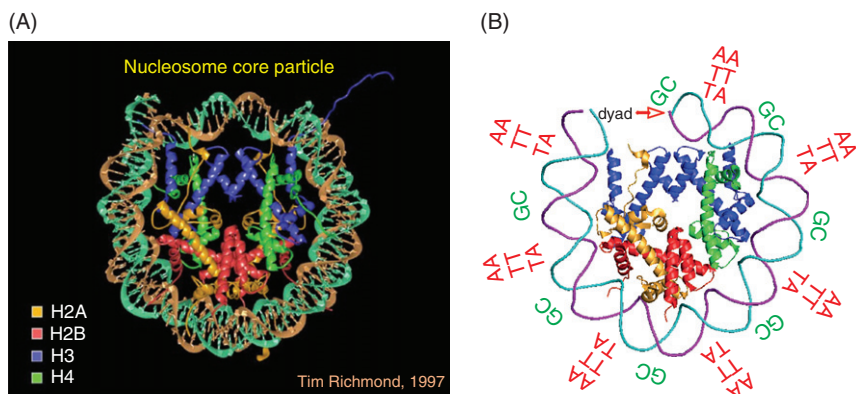 (A)
Nucleosome core particle
H2A
H2B
H3
H4
Tim Richmond, 1997
(B)
dyad
GC
AA
TT
TA
GC
AA
TT
TA
GC
AA
TT
TA
GC
AA
TT
TA
GC
AA
TT
TA
GC
AA
TT
TA
GC
AA
TT
TA